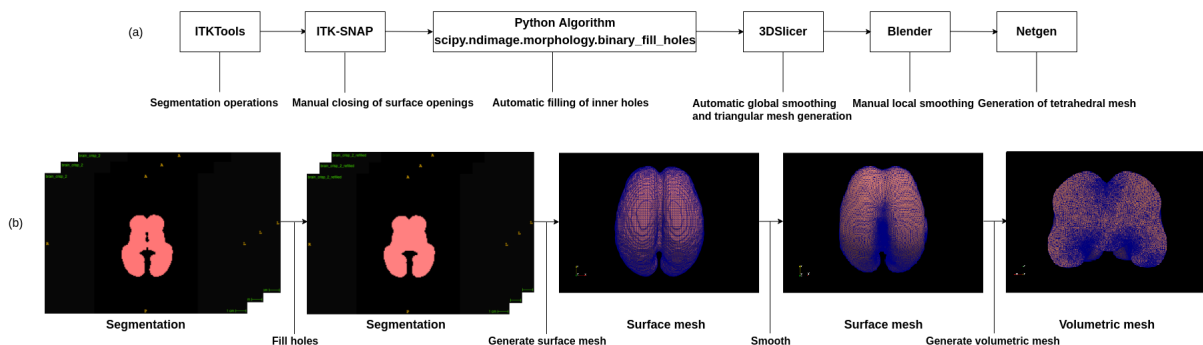 (a)
ITKTools
ITK-SNAP
Python Algorithm
scipy.ndimage.morphology.binary_fill_holes
3DSlicer
Blender
Netgen
Segmentation operations
Manual closing of surface openings
Automatic filling of inner holes
Automatic global smoothing
and triangular mesh generation
Manual local smoothing
Generation of tetrahedral mesh
(b)
Segmentation
Segmentation
Surface mesh
Surface mesh
Volumetric mesh
Fill holes
Generate surface mesh
Smooth
Generate volumetric mesh